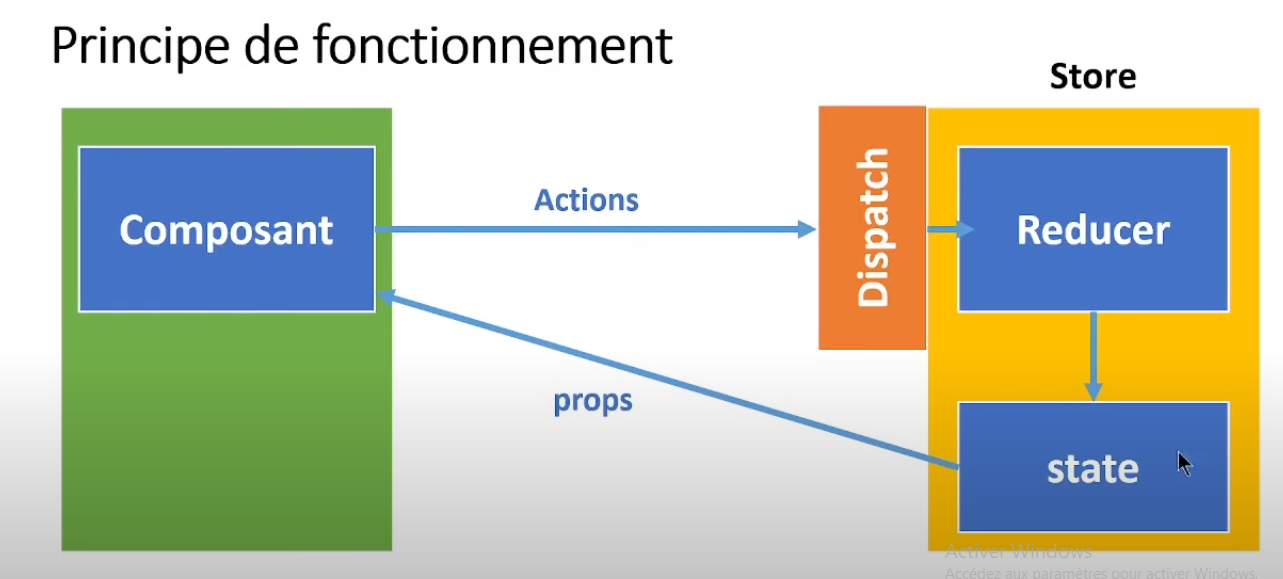 Principe de fonctionnement
Store
Composant
Actions
Dispatch
Reducer
props
state
Activer Windows
Accédez aux paramètres pour activer Windows.